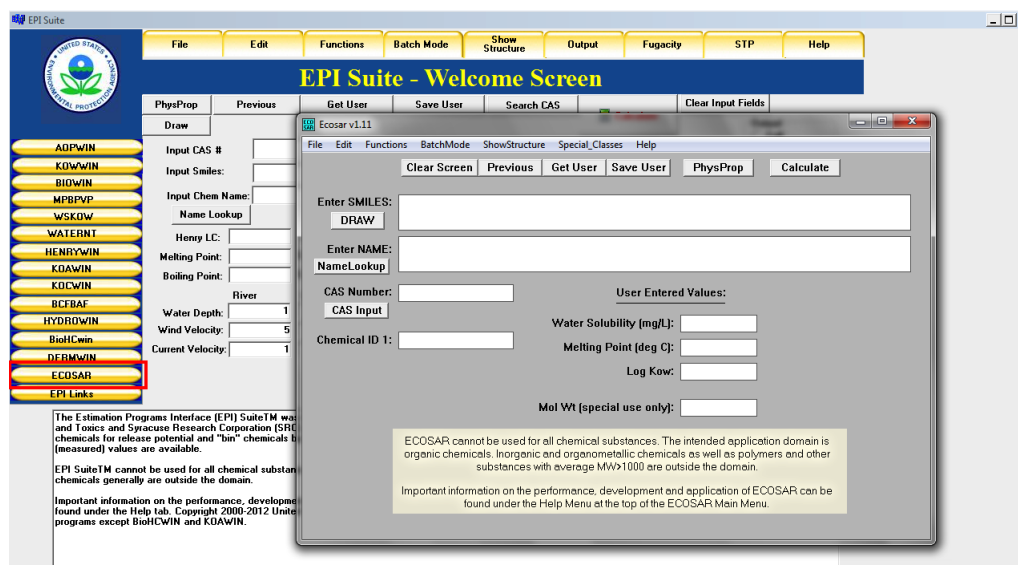 EPI Suite
File Edit Functions Batch Mode Show Structure Output Fugacity STP Help
UNITED STATES ENVIRONMENTAL PROTECTION AGENCY
EPI Suite - Welcome Screen
PhysProp Previous Get User Save User Search CAS Clear Input Fields
Draw
AOPWIN
KOWWIN
BIOWIN
MPBPVP
WSKOW
WATERNT
HENRYWIN
KOAWIN
KOCWIN
BCFBAF
HYDROWIN
BioHCwin
DERMWIN
ECOSAR
EPI Links
Input CAS #
Input Smiles:
Input Chem Name:
Name Lookup
Henry LC:
Melting Point:
Boiling Point:
River
Water Depth: 1
Wind Velocity: 5
Current Velocity: 1
Ecosar v1.11
File Edit Functions BatchMode ShowStructure Special_Classes Help
Clear Screen Previous Get User Save User PhysProp Calculate
Enter SMILES:
DRAW
Enter NAME:
NameLookup
CAS Number:
CAS Input
Chemical ID 1:
User Entered Values:
Water Solubility (mg/L):
Melting Point (deg C):
Log Kow:
Mol Wt (special use only):
ECOSAR cannot be used for all chemical substances. The intended application domain is
organic chemicals. Inorganic and organometallic chemicals as well as polymers and other
substances with average MW>1000 are outside the domain.
Important information on the performance, development and application of ECOSAR can be
found under the Help Menu at the top of the ECOSAR Main Menu.
The Estimation Programs Interface (EPI) SuiteTM was
and Toxics and Syracuse Research Corporation (SRC
chemicals for release potential and "bin" chemicals b
(measured) values are available.
EPI SuiteTM cannot be used for all chemical substan
chemicals generally are outside the domain.
Important information on the performance, developme
found under the Help tab. Copyright 2000-2012 Unite
programs except BioHCWIN and KOAWIN.